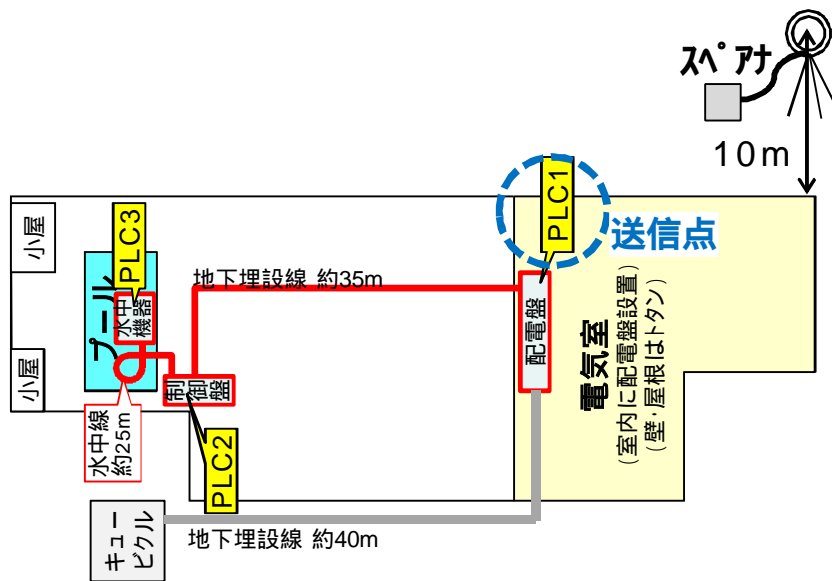 スペアナ
10m
PLC1
送信点
小屋
PLC3
地下埋設線 約35m
プール
水中
機器
配電盤
電気室
(室内に配電盤設置)
(壁・屋根はトタン)
小屋
制御盤
水中線
約25m
PLC2
キュー
ビクル
地下埋設線 約40m